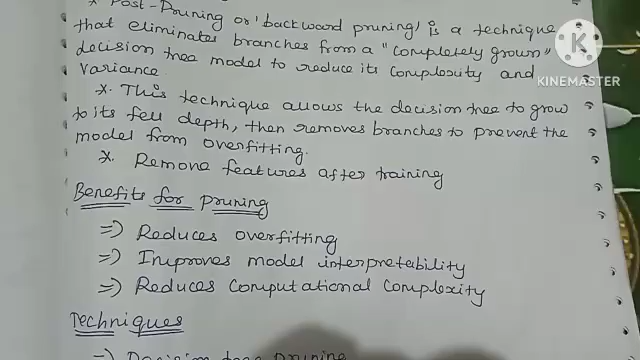 * Post-Pruning or 'backward pruning' is a technique
that eliminates branches from a "completely grown"
decision tree model to reduce its complexity and
variance
*. This technique allows the decision tree to grow
to its full depth, then removes branches to prevent the
model from overfitting.
*. Remove features after training
Benefits for pruning
=) Reduces overfitting
=) Improves model interpretability
=) Reduces computational complexity
Techniques
=) Decision tree pruning
KINEMASTER